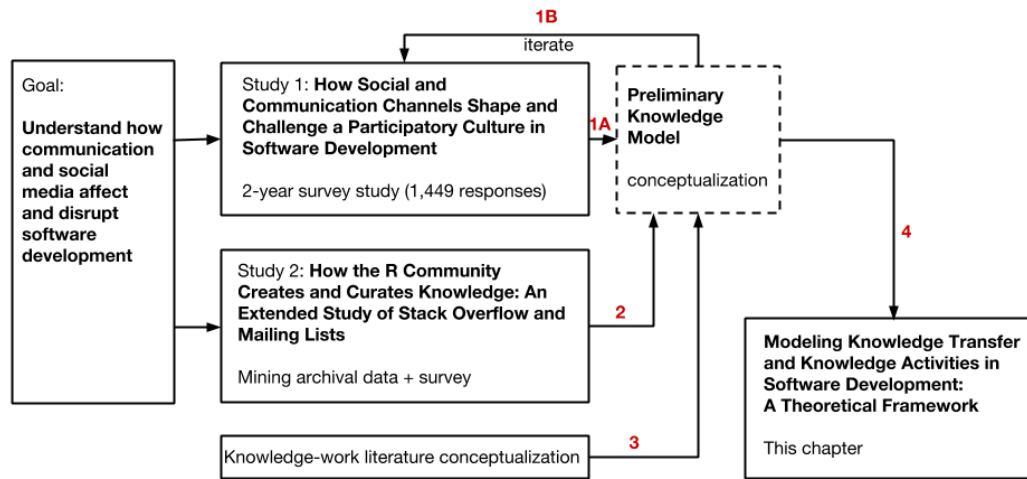 1B
iterate
Goal:
Understand how
communication
and social
media affect
and disrupt
software
development
Study 1: How Social and
Communication Channels Shape and
Challenge a Participatory Culture in
Software Development
2-year survey study (1,449 responses)
1A
Preliminary
Knowledge
Model
conceptualization
Study 2: How the R Community
Creates and Curates Knowledge: An
Extended Study of Stack Overflow and
Mailing Lists
Mining archival data + survey
2
Knowledge-work literature conceptualization
3
4
Modeling Knowledge Transfer
and Knowledge Activities in
Software Development:
A Theoretical Framework
This chapter